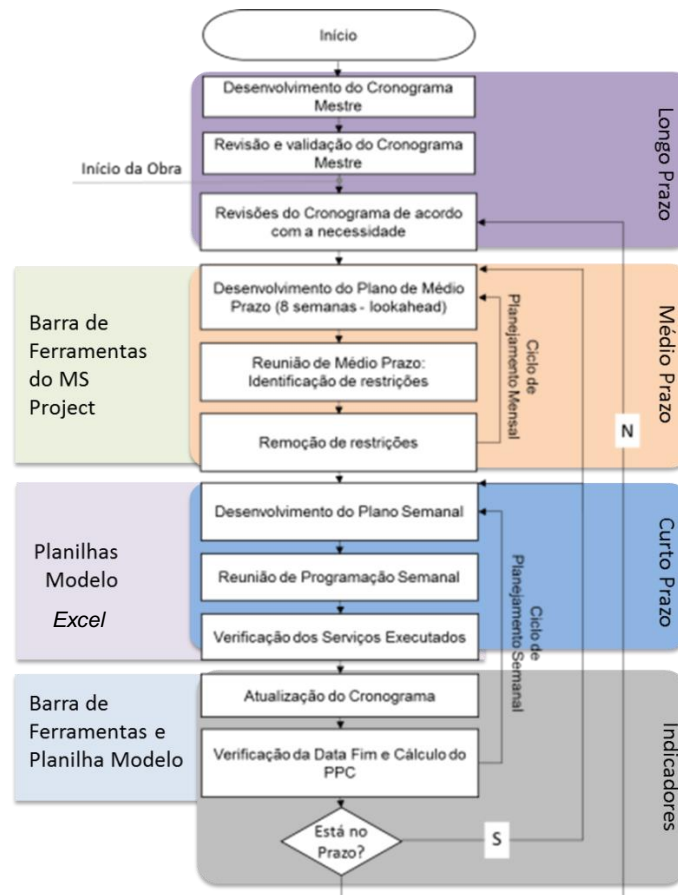 Início
Desenvolvimento do Cronograma
Mestre
Revisão e validação do Cronograma
Mestre
Início da Obra
Revisões do Cronograma de acordo
com a necessidade
Longo Prazo
Barra de
Ferramentas
do MS
Project
Desenvolvimento do Plano de Médio
Prazo (8 semanas - lookahead)
Reunião de Médio Prazo:
Identificação de restrições
Remoção de restrições
Ciclo de
Planejamento Mensal
N
Médio Prazo
Planilhas
Modelo
Excel
Desenvolvimento do Plano Semanal
Reunião de Programação Semanal
Verificação dos Serviços Executados
Ciclo de
Planejamento Semanal
Curto Prazo
Barra de
Ferramentas e
Planilha Modelo
Atualização do Cronograma
Verificação da Data Fim e Cálculo do
PPC
Está no
Prazo?
S
Indicadores